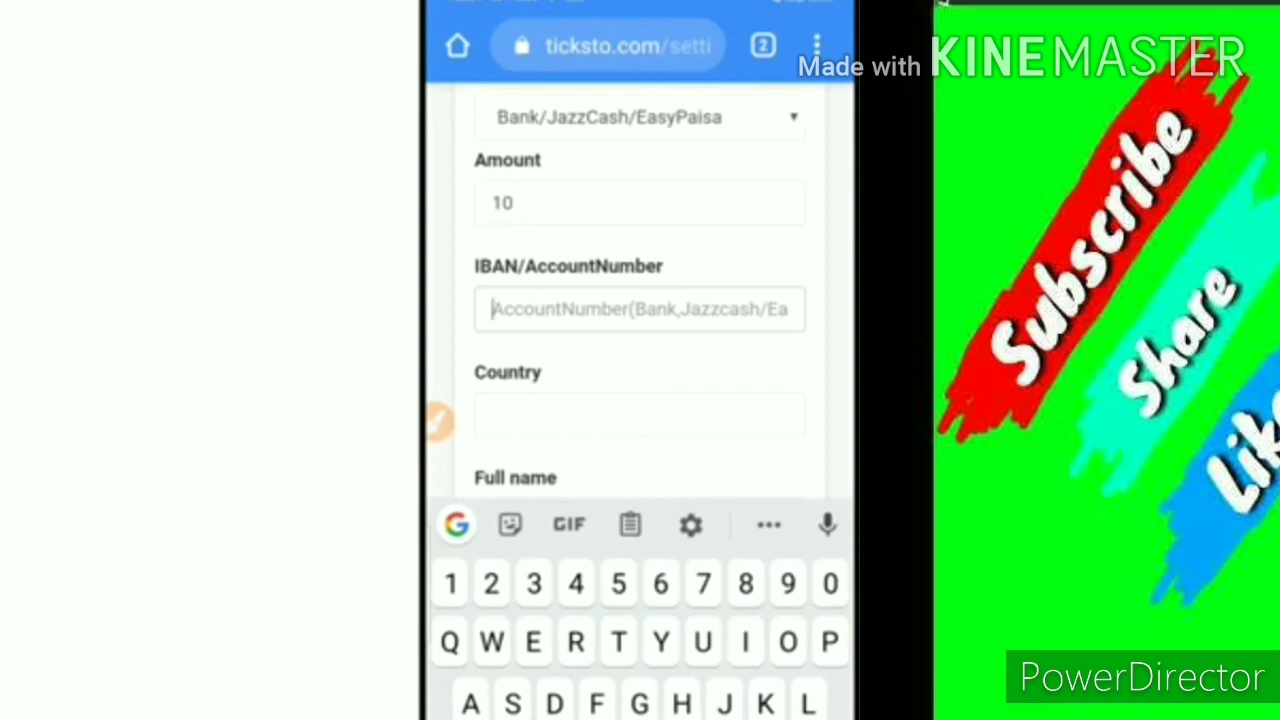 ticksto.com/setti
2
Made with KINEMASTER
Bank/JazzCash/EasyPaisa
Amount
10
IBAN/AccountNumber
AccountNumber(Bank,Jazzcash/Ea
Country
Full name
Subscribe
Share
Like
G
GIF
1 2 3 4 5 6 7 8 9 0
Q W E R T Y U I O P
A S D F G H J K L
PowerDirector